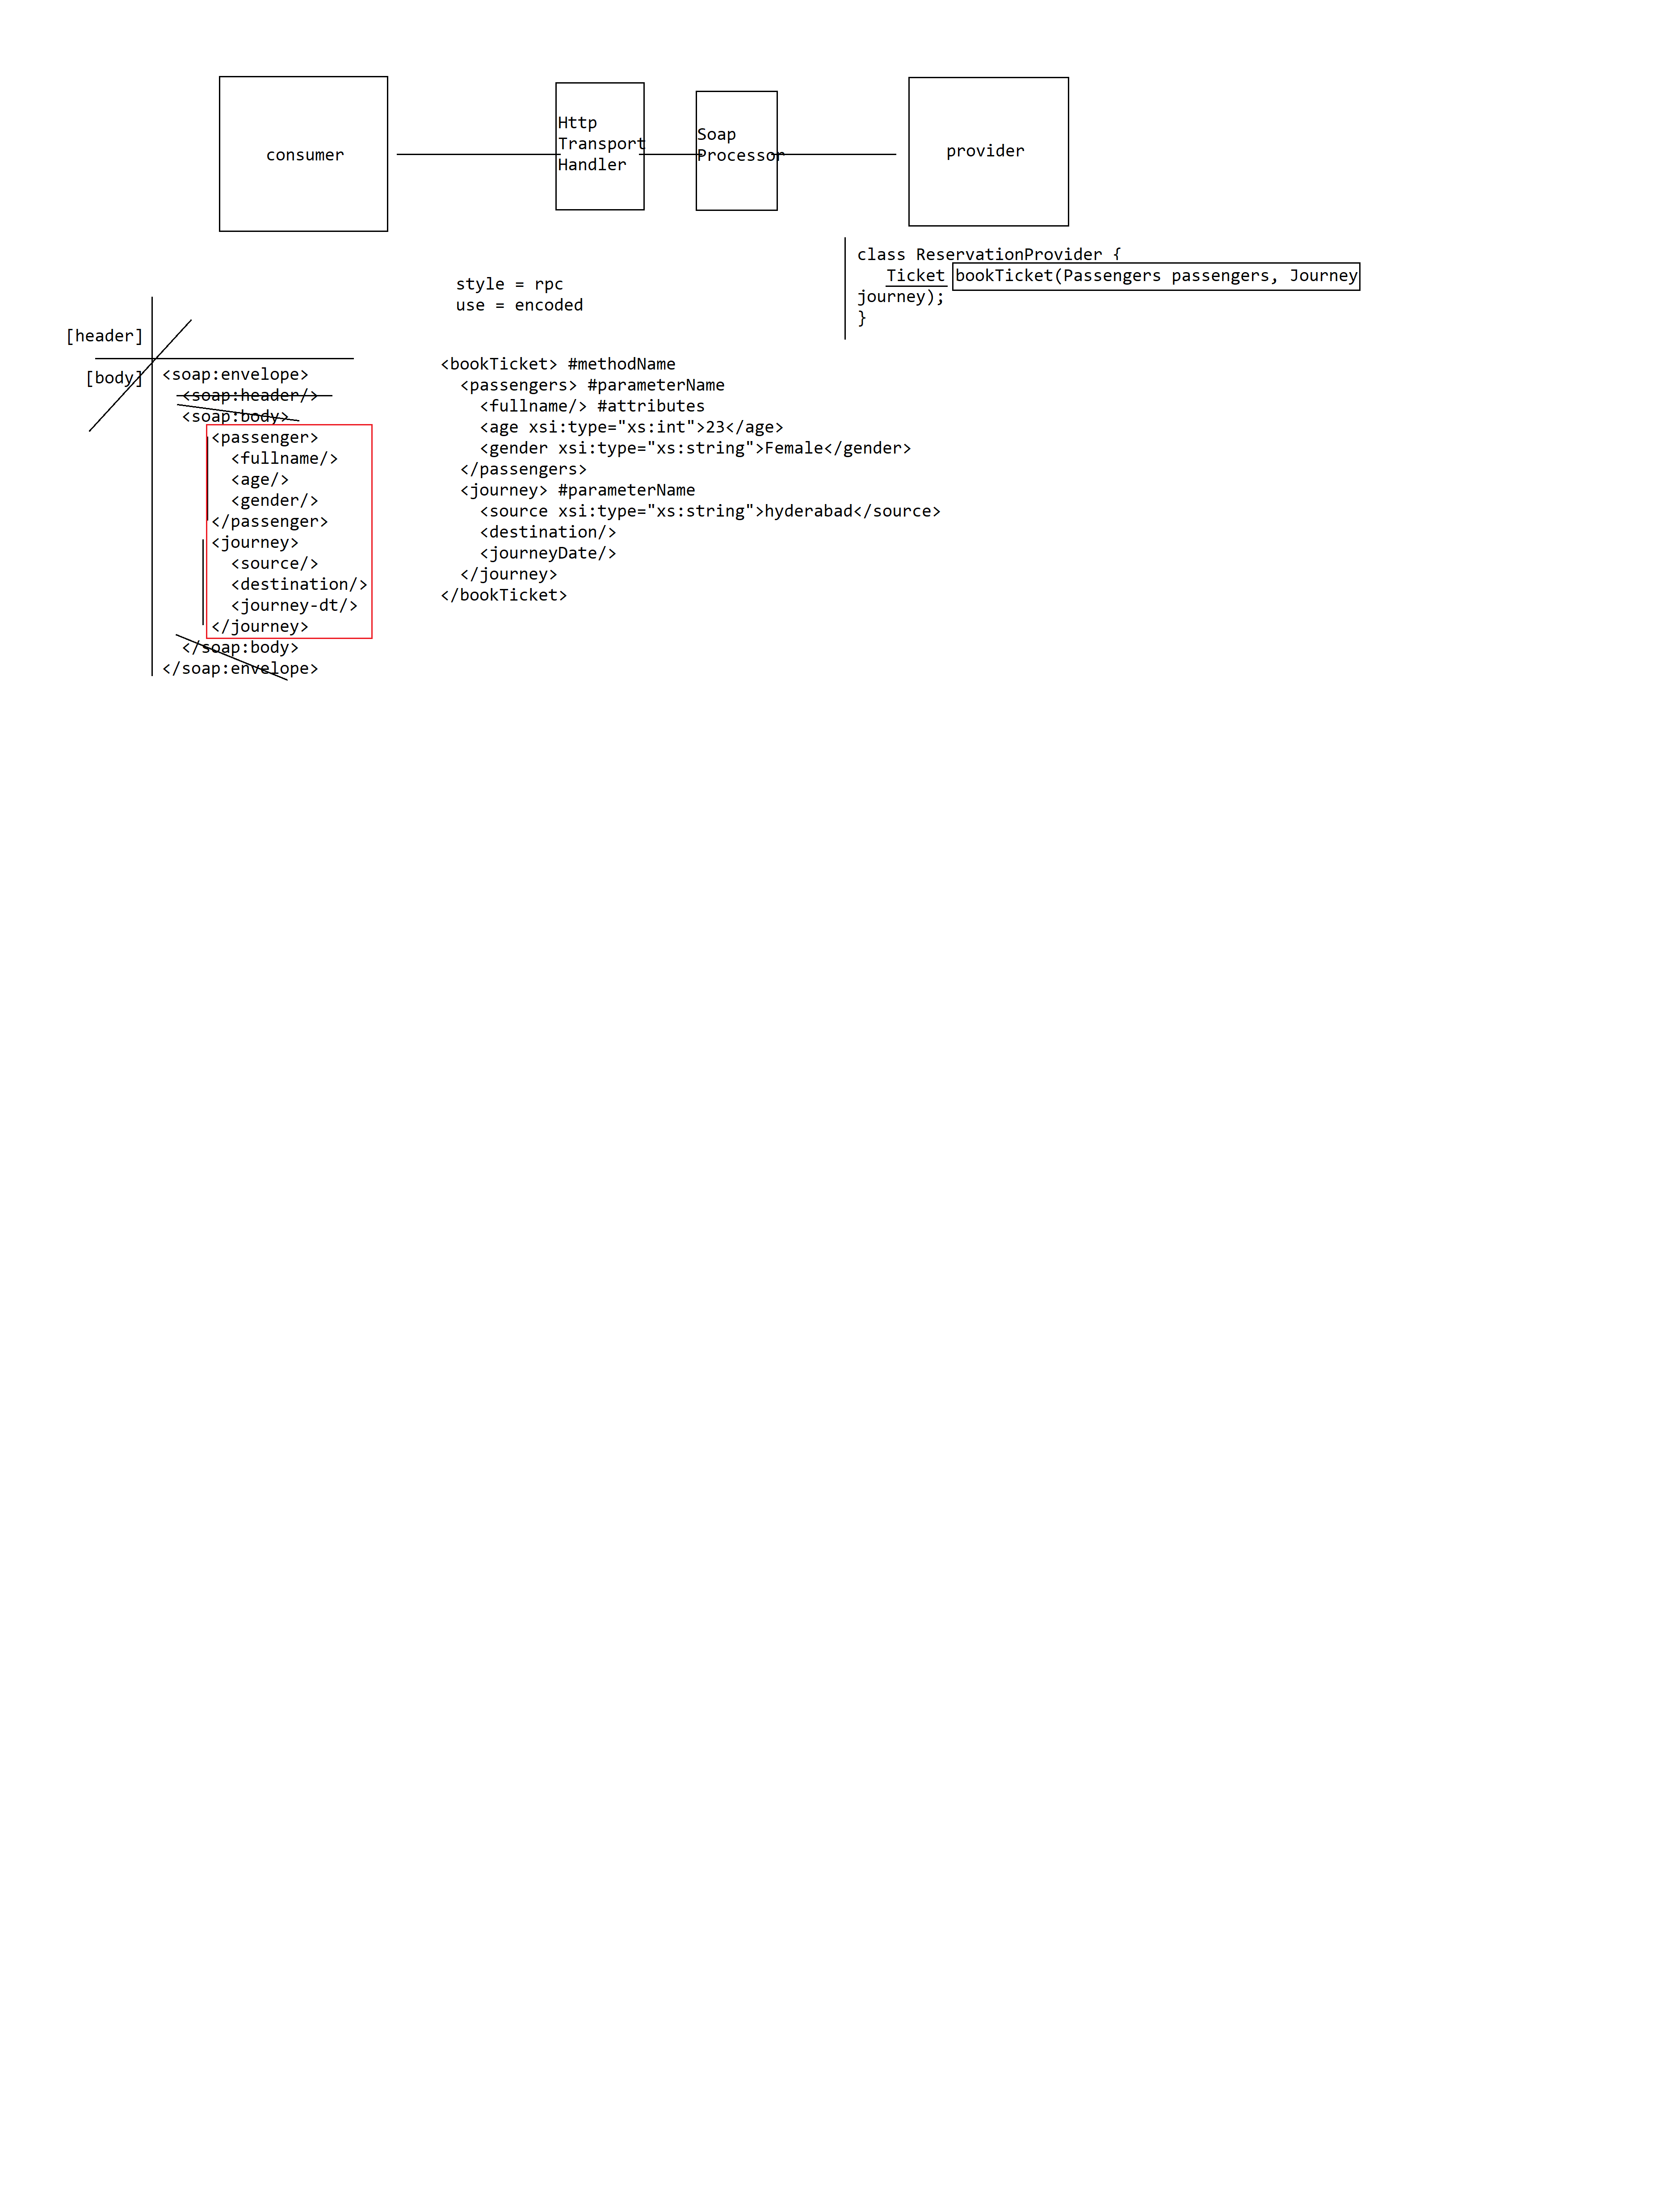 consumer
Http
Transport
Handler
Soap
Processor
provider
class ReservationProvider {
Ticket bookTicket(Passengers passengers, Journey
journey);
}
style = rpc
use = encoded
[header]
[body]
<soap:envelope>
<soap:header/>
<soap:body>
<passenger>
<fullname/>
<age/>
<gender/>
</passenger>
<journey>
<source/>
<destination/>
<journey-dt/>
</journey>
</soap:body>
</soap:envelope>
<bookTicket> #methodName
<passengers> #parameterName
<fullname/> #attributes
<age xsi:type="xs:int">23</age>
<gender xsi:type="xs:string">Female</gender>
</passengers>
<journey> #parameterName
<source xsi:type="xs:string">hyderabad</source>
<destination/>
<journeyDate/>
</journey>
</bookTicket>